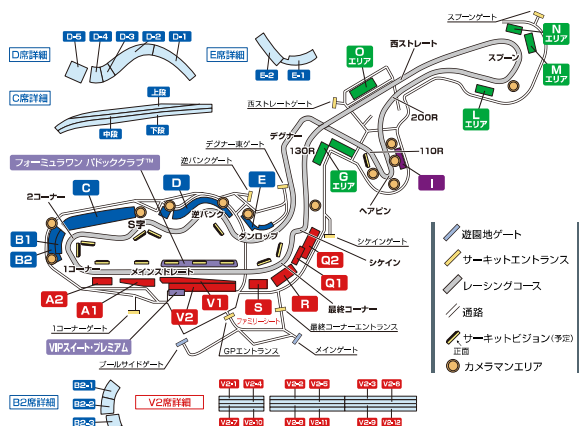 D席詳細
D-5
D-4
D-3
D-2
D-1
E席詳細
E-2
E-1
C席詳細
上段
中段
下段
フォーミュラワン パドッククラブ™
スプーンゲート
N
エリア
M
エリア
L
エリア
スプーン
O
エリア
西ストレート
西ストレートゲート
200R
デグナー
デグナー東ゲート
逆バンクゲート
130R
110R
G
エリア
I
ヘアピン
2コーナー
C
S字
D
逆バンク
E
ダンロップ
B1
B2
1コーナー
メインストレート
シケインゲート
シケイン
Q2
Q1
R
S
V1
V2
A2
A1
最終コーナー
ファミリーシート
1コーナーゲート
VIPスイート・プレミアム
最終コーナーエントランス
プールサイドゲート
GPエントランス
メインゲート
遊園地ゲート
サーキットエントランス
レーシングコース
通路
サーキットビジョン(予定)
正面
カメラマンエリア
B2席詳細
B2-1
B2-2
B2-3
V2席詳細
V2-1
V2-4
V2-2
V2-5
V2-3
V2-6
V2-7
V2-10
V2-8
V2-11
V2-9
V2-12